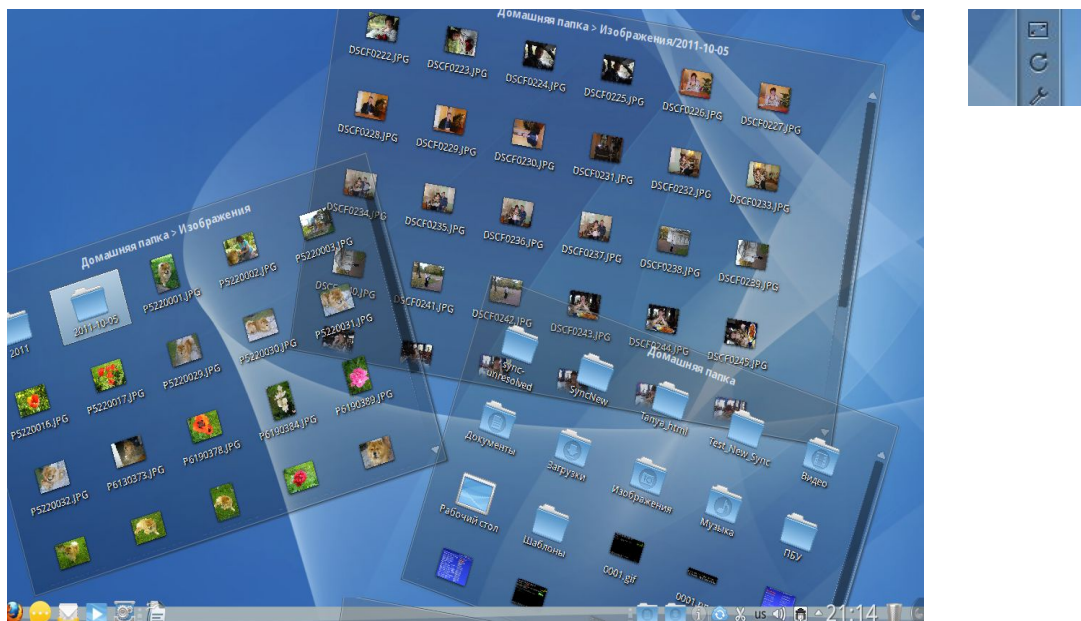 Домашняя папка > Изображения/2011-10-05
DSCF0222.JPG
DSCF0223.JPG
DSCF0224.JPG
DSCF0225.JPG
DSCF0226.JPG
DSCF0227.JPG
DSCF0228.JPG
DSCF0229.JPG
DSCF0230.JPG
DSCF0231.JPG
DSCF0232.JPG
DSCF0233.JPG
DSCF0234.JPG
DSCF0235.JPG
DSCF0236.JPG
DSCF0237.JPG
DSCF0238.JPG
DSCF0239.JPG
DSCF0241.JPG
DSCF0242.JPG
DSCF0243.JPG
DSCF0244.JPG
DSCF0245.JPG
Домашняя папка > Изображения
2011
2011-10-05
P5220001.JPG
P5220002.JPG
P5220003.JPG
P5220016.JPG
P5220017.JPG
P5220029.JPG
P5220030.JPG
P5220031.JPG
P5220032.JPG
P6130373.JPG
P6190378.JPG
P6190384.JPG
P6190389.JPG
Домашняя папка
Sync-
unresolved
SyncNew
Tanya_html
Test_New_Sync
Видео
Документы
Загрузки
Изображения
Музыка
ПБУ
Рабочий стол
Шаблоны
0001.gif
us
21:14